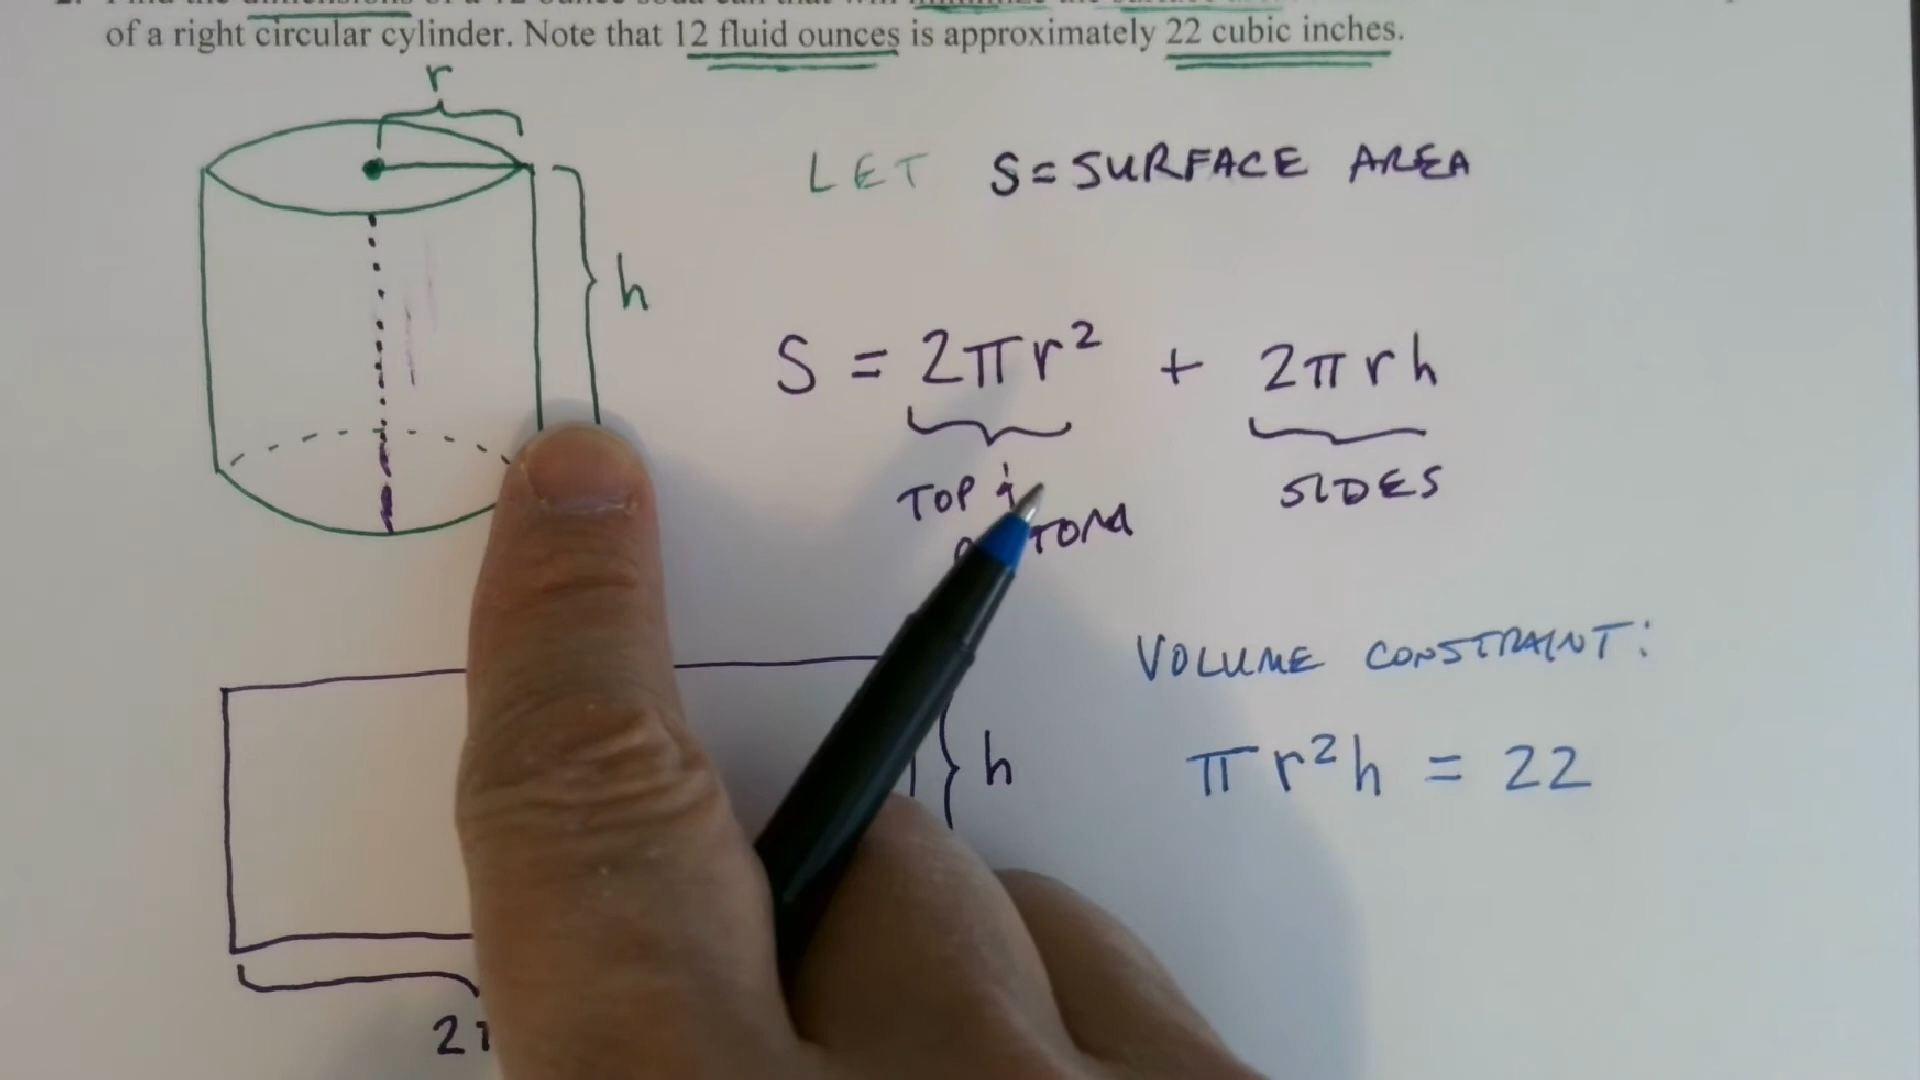 of a right circular cylinder. Note that 12 fluid ounces is approximately 22 cubic inches.
r
LET S = SURFACE AREA
h
S = 2πr² + 2πrh
TOP &
SIDES
VOLUME CONSTRAINT:
h
πr²h = 22
2π